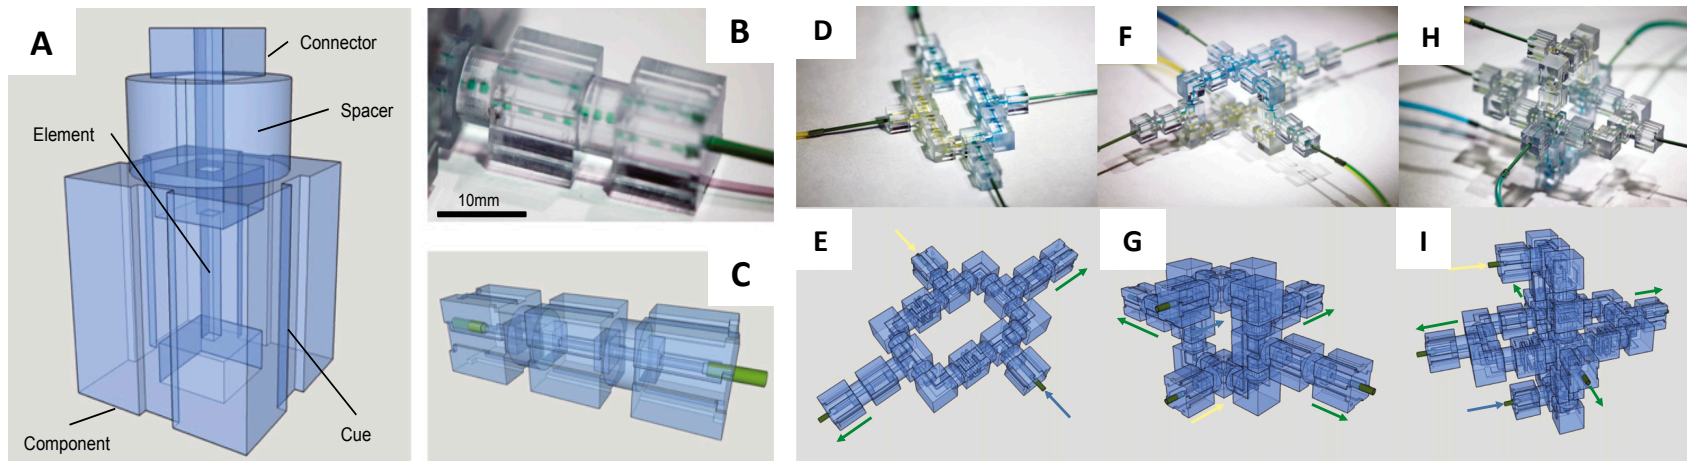 A
Connector
Spacer
Element
Component
Cue
B
10mm
C
D
E
F
G
H
I